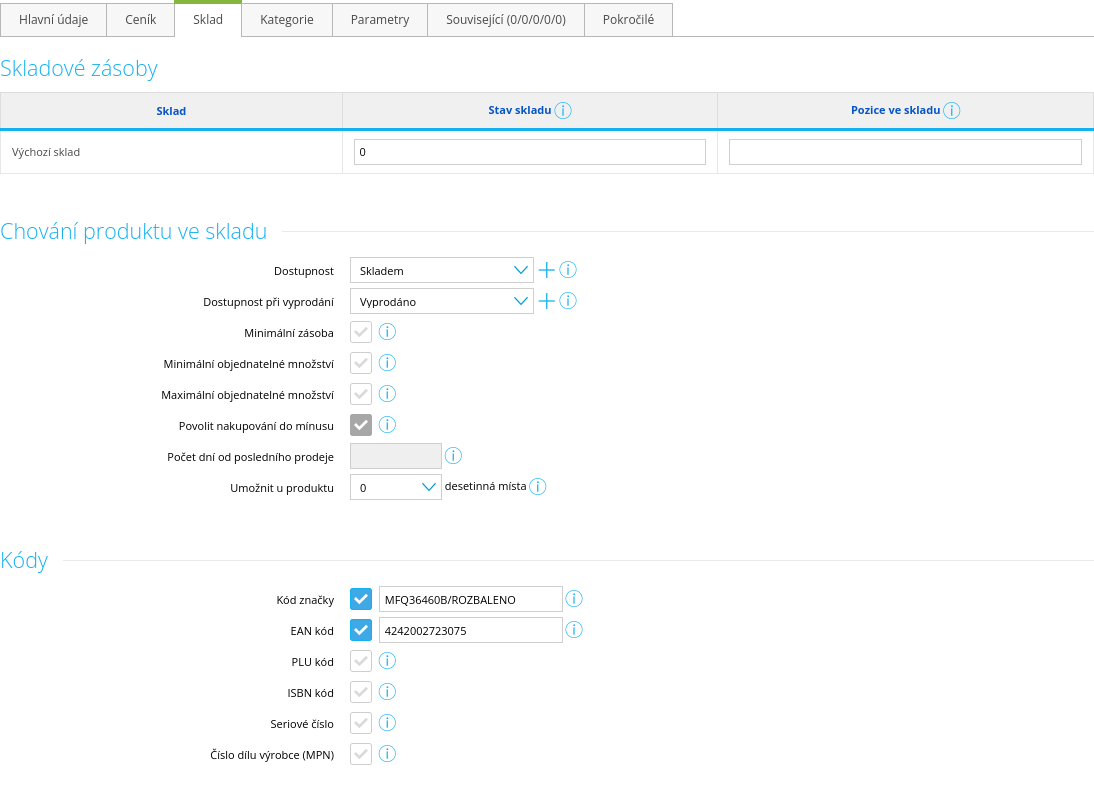 Hlavní údaje Ceník Sklad Kategorie Parametry Související (0/0/0/0/0) Pokročilé
Skladové zásoby
Sklad Stav skladu Pozice ve skladu
Výchozí sklad 0
Chování produktu ve skladu
Dostupnost Skladem
Dostupnost při vyprodání Vyprodáno
Minimální zásoba
Minimální objednatelné množství
Maximální objednatelné množství
Povolit nakupování do mínusu
Počet dní od posledního prodeje
Umožnit u produktu 0 desetinná místa
Kódy
Kód značky MFQ36460B/ROZBALENO
EAN kód 4242002723075
PLU kód
ISBN kód
Seriové číslo
Číslo dílu výrobce (MPN)